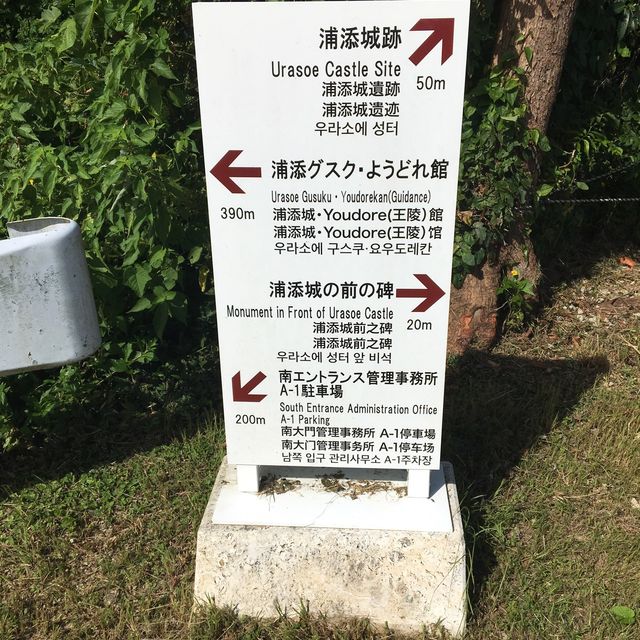 浦添城跡
50m
Urasoe Castle Site
浦添城遺跡
浦添城遗迹
우라소에 성터
浦添グスク・ようどれ館
390m
Urasoe Gusuku・Youdorekan(Guidance)
浦添城・Youdore(王陵)館
浦添城・Youdore(王陵)馆
우라소에 구스쿠·요우도레칸
浦添城の前の碑
20m
Monument in Front of Urasoe Castle
浦添城前之碑
浦添城前之碑
우라소에 성터 앞 비석
南エントランス管理事務所
A-1駐車場
200m
South Entrance Administration Office
A-1 Parking
南大門管理事務所 A-1停車場
南大门管理事务所 A-1停车场
남쪽 입구 관리사무소 A-1주차장